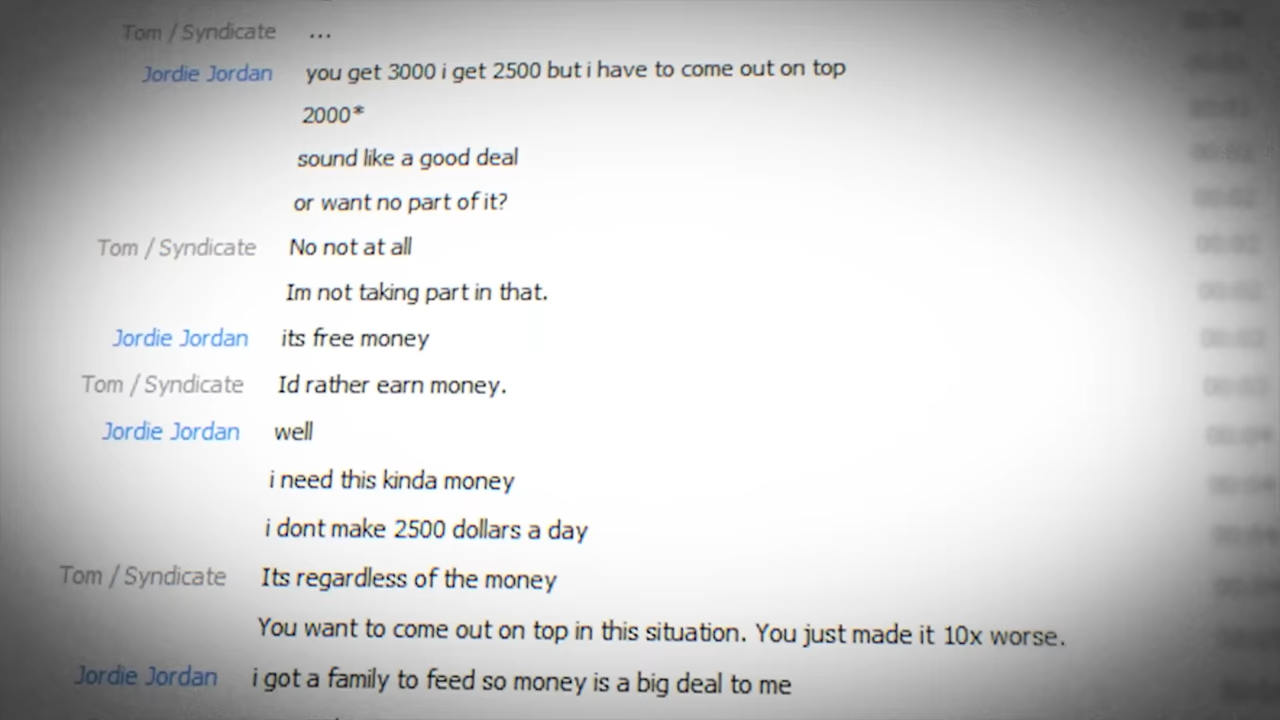 Tom / Syndicate ...
Jordie Jordan you get 3000 i get 2500 but i have to come out on top
2000*
sound like a good deal
or want no part of it?
Tom / Syndicate No not at all
Im not taking part in that.
Jordie Jordan its free money
Tom / Syndicate Id rather earn money.
Jordie Jordan well
i need this kinda money
i dont make 2500 dollars a day
Tom / Syndicate Its regardless of the money
You want to come out on top in this situation. You just made it 10x worse.
Jordie Jordan i got a family to feed so money is a big deal to me